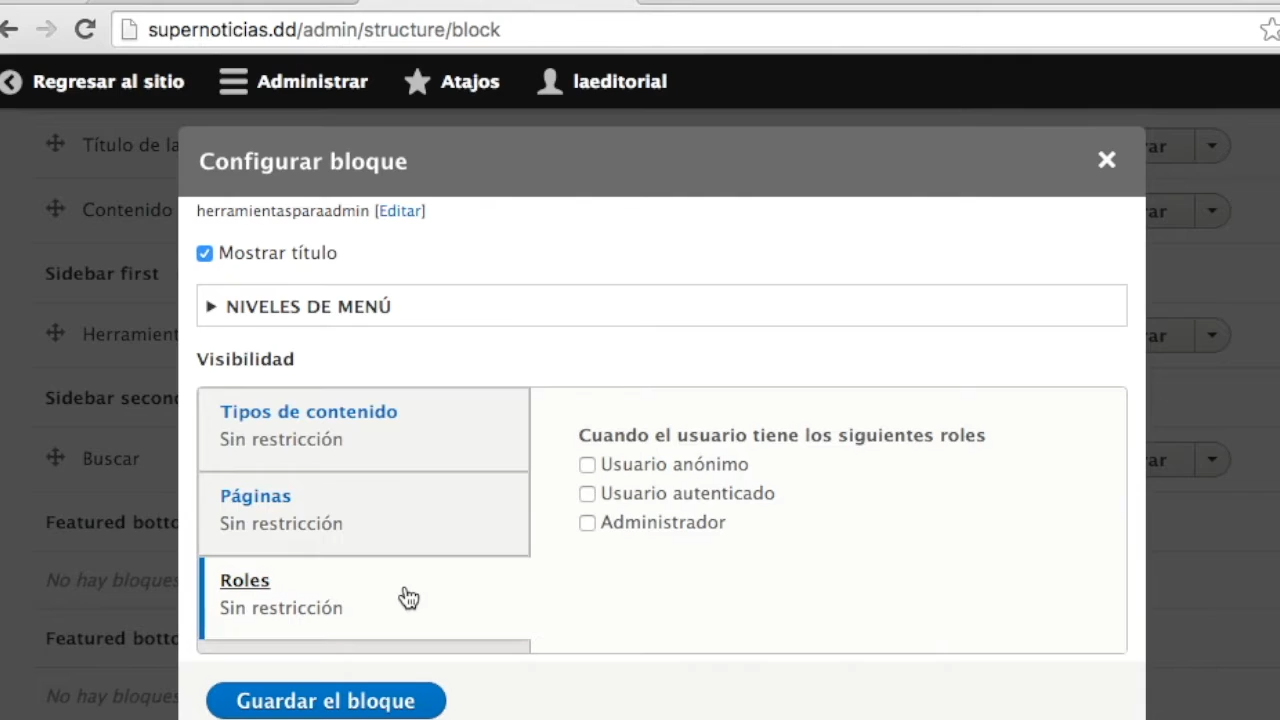 supernoticias.dd/admin/structure/block
Regresar al sitio Administrar Atajos laeditorial
Título de la
Configurar bloque
herramientasparaadmin [Editar]
Contenido
Mostrar título
Sidebar first
NIVELES DE MENÚ
Herramient
Visibilidad
Sidebar second
Tipos de contenido
Sin restricción
Cuando el usuario tiene los siguientes roles
Usuario anónimo
Buscar
Páginas
Usuario autenticado
Sin restricción
Administrador
Featured botto
Roles
No hay bloques
Sin restricción
Featured botto
No hay bloques
Guardar el bloque